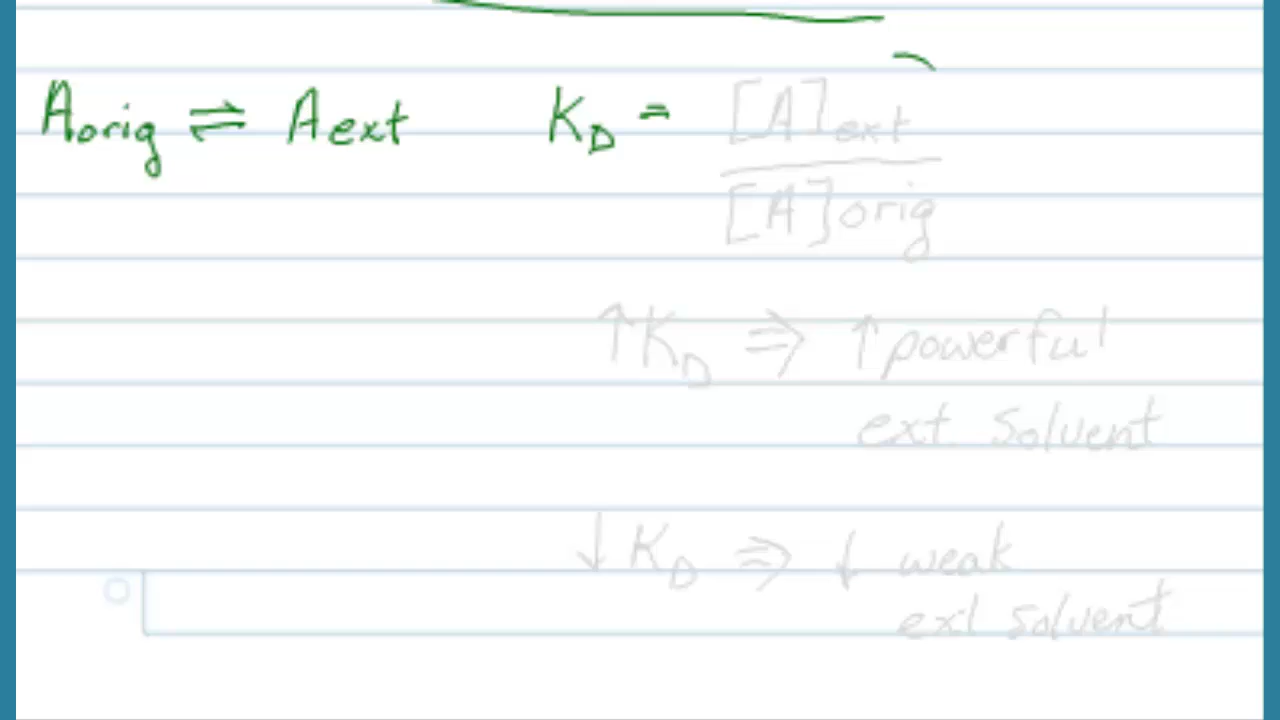 Aorig ⇌ Aext KD = [A]ext
[A]orig
↑KD ⇒ ↑powerful
ext solvent
↓ KD ⇒ ↓ weak
ext solvent